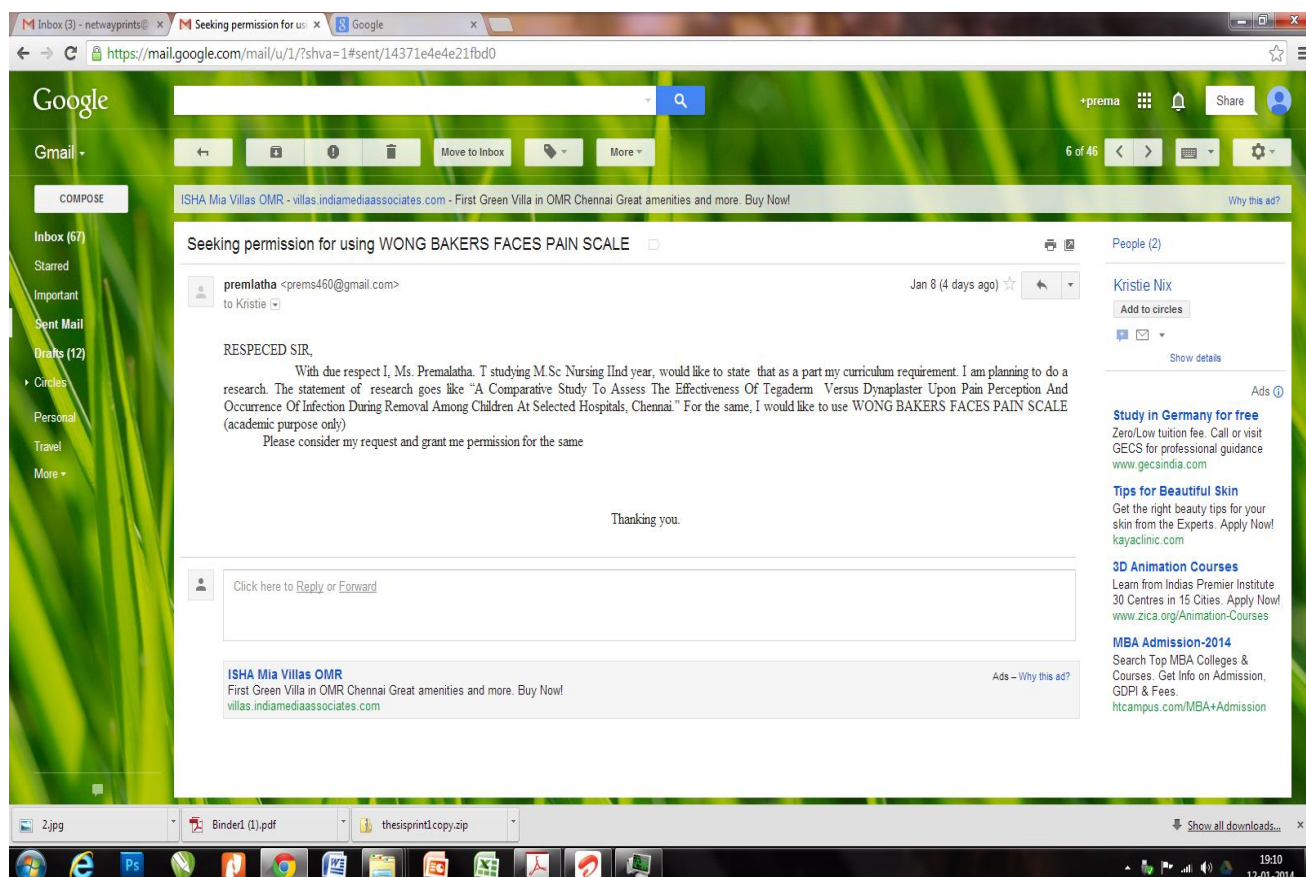 Inbox (3) - netwayprints@
Seeking permission for us
Google
https://mail.google.com/mail/u/1/?shva=1#sent/14371e4e4e21fbd0
Google
+prema
Share
Gmail
Move to Inbox
More
6 of 46
COMPOSE
ISHA Mia Villas OMR - villas.indiamediaassociates.com - First Green Villa in OMR Chennai Great amenities and more. Buy Now!
Why this ad?
Inbox (67)
Starred
Important
Sent Mail
Drafts (12)
Circles
Personal
Travel
More
Seeking permission for using WONG BAKERS FACES PAIN SCALE
premlatha <prems460@gmail.com>
Jan 8 (4 days ago)
to Kristie
RESPECED SIR,
With due respect I, Ms. Premalatha. T studying M.Sc Nursing IInd year, would like to state that as a part my curriculum requirement. I am planning to do a
research. The statement of research goes like “A Comparative Study To Assess The Effectiveness Of Tegaderm Versus Dynaplaster Upon Pain Perception And
Occurrence Of Infection During Removal Among Children At Selected Hospitals, Chennai.” For the same, I would like to use WONG BAKERS FACES PAIN SCALE
(academic purpose only)
Please consider my request and grant me permission for the same
Thanking you.
Click here to Reply or Forward
ISHA Mia Villas OMR
Ads – Why this ad?
First Green Villa in OMR Chennai Great amenities and more. Buy Now!
villas.indiamediaassociates.com
People (2)
Kristie Nix
Add to circles
Show details
Ads
Study in Germany for free
Zero/Low tuition fee. Call or visit
GECS for professional guidance
www.gecsindia.com
Tips for Beautiful Skin
Get the right beauty tips for your
skin from the Experts. Apply Now!
kayaclinic.com
3D Animation Courses
Learn from Indias Premier Institute
30 Centres in 15 Cities. Apply Now!
www.zica.org/Animation-Courses
MBA Admission-2014
Search Top MBA Colleges &
Courses. Get Info on Admission,
GDPI & Fees.
htcampus.com/MBA+Admission
2.jpg
Binder1 (1).pdf
thesisprint1copy.zip
Show all downloads...
Ps
19:10
12-01-2014